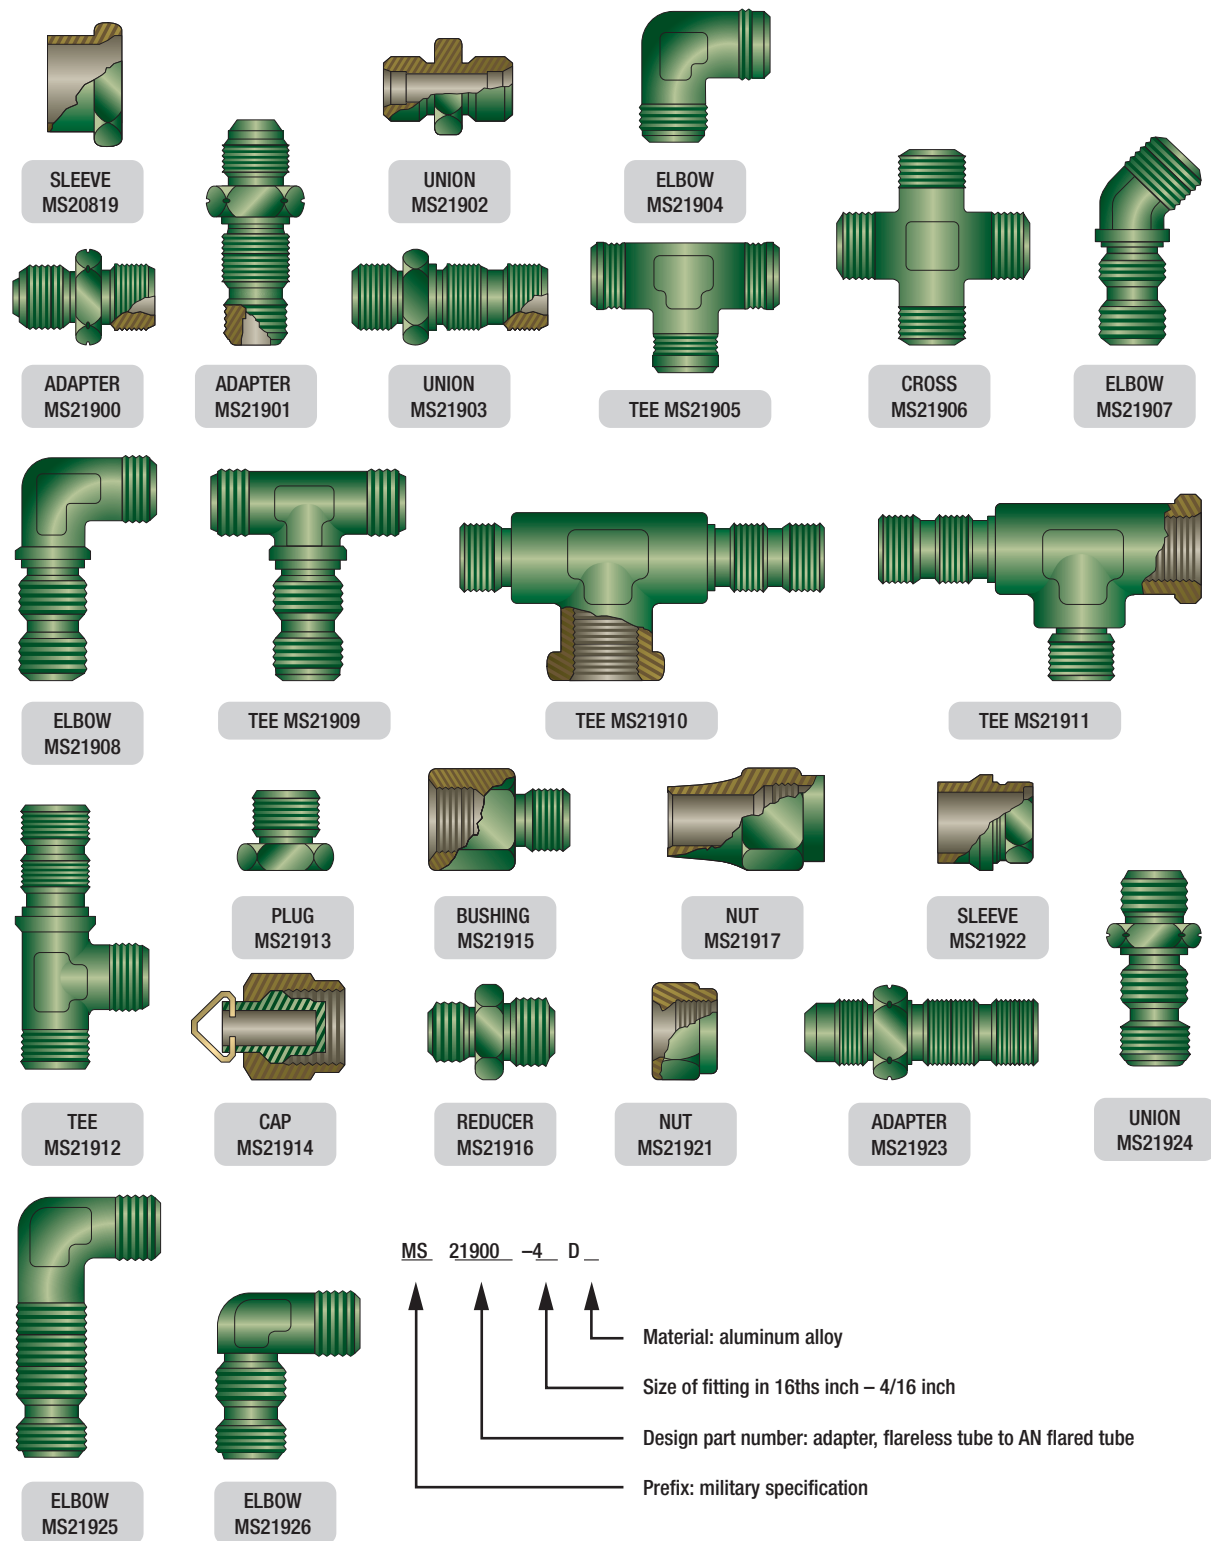 SLEEVE
MS20819
UNION
MS21902
ELBOW
MS21904
ADAPTER
MS21900
ADAPTER
MS21901
UNION
MS21903
TEE MS21905
CROSS
MS21906
ELBOW
MS21907
ELBOW
MS21908
TEE MS21909
TEE MS21910
TEE MS21911
PLUG
MS21913
BUSHING
MS21915
NUT
MS21917
SLEEVE
MS21922
TEE
MS21912
CAP
MS21914
REDUCER
MS21916
NUT
MS21921
ADAPTER
MS21923
UNION
MS21924
ELBOW
MS21925
ELBOW
MS21926
MS 21900 –4 D
Material: aluminum alloy
Size of fitting in 16ths inch – 4/16 inch
Design part number: adapter, flareless tube to AN flared tube
Prefix: military specification